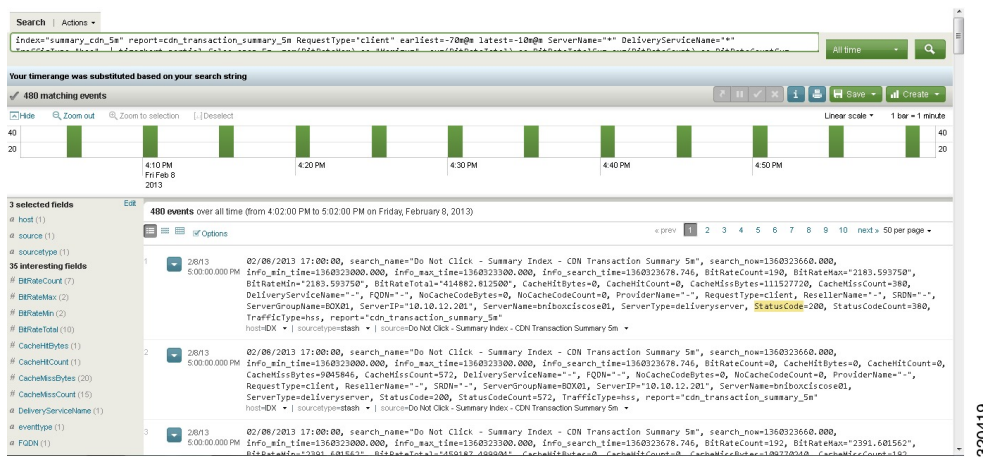 Search | Actions
index="summary_cdn_5m" report=cdn_transaction_summary_5m RequestType="client" earliest=-70m@m latest=-10m@m ServerName="*" DeliveryServiceName="*"
All time
Your timerange was substituted based on your search string
480 matching events
Save
Create
Hide Zoom out Zoom to selection [..] Deselect
Linear scale 1 bar = 1 minute
40 40
20 20
4:10 PM 4:20 PM 4:30 PM 4:40 PM 4:50 PM
Fri Feb 8
2013
3 selected fields Edit
a host (1)
a source (1)
a sourcetype (1)
35 interesting fields
# BitRateCount (7)
# BitRateMax (2)
# BitRateMin (2)
# BitRateTotal (10)
# CacheHitBytes (1)
# CacheHitCount (1)
# CacheMissBytes (20)
# CacheMissCount (15)
a DeliveryServiceName (1)
a eventtype (1)
a FQDN (1)
480 events over all time (from 4:02:00 PM to 5:02:00 PM on Friday, February 8, 2013)
Options
« prev 1 2 3 4 5 6 7 8 9 10 next » 50 per page
1 2/8/13 5:00:00.000 PM
02/08/2013 17:00:00, search_name="Do Not Click - Summary Index - CDN Transaction Summary 5m", search_now=1360323660.000,
info_min_time=1360323000.000, info_max_time=1360323300.000, info_search_time=1360323678.746, BitRateCount=190, BitRateMax="2183.593750",
BitRateMin="2183.593750", BitRateTotal="414882.812500", CacheHitBytes=0, CacheHitCount=0, CacheMissBytes=111527720, CacheMissCount=380,
DeliveryServiceName="-", FQDN="-", NoCacheCodeBytes=0, NoCacheCodeCount=0, ProviderName="-", RequestType=client, ResellerName="-", SRDN="-",
ServerGroupName=BOX01, ServerIP="10.10.12.201", ServerName=bniboxciscose01, ServerType=deliveryserver, StatusCode=200, StatusCodeCount=380,
TrafficType=hss, report="cdn_transaction_summary_5m"
host=IDX | sourcetype=stash | source=Do Not Click - Summary Index - CDN Transaction Summary 5m
2 2/8/13 5:00:00.000 PM
02/08/2013 17:00:00, search_name="Do Not Click - Summary Index - CDN Transaction Summary 5m", search_now=1360323660.000,
info_min_time=1360323000.000, info_max_time=1360323300.000, info_search_time=1360323678.746, BitRateCount=0, CacheHitBytes=0, CacheHitCount=0,
CacheMissBytes=9045846, CacheMissCount=572, DeliveryServiceName="-", FQDN="-", NoCacheCodeBytes=0, NoCacheCodeCount=0, ProviderName="-",
RequestType=client, ResellerName="-", SRDN="-", ServerGroupName=BOX01, ServerIP="10.10.12.201", ServerName=bniboxciscose01,
ServerType=deliveryserver, StatusCode=200, StatusCodeCount=572, TrafficType=hss, report="cdn_transaction_summary_5m"
host=IDX | sourcetype=stash | source=Do Not Click - Summary Index - CDN Transaction Summary 5m
3 2/8/13 5:00:00.000 PM
02/08/2013 17:00:00, search_name="Do Not Click - Summary Index - CDN Transaction Summary 5m", search_now=1360323660.000,
info_min_time=1360323000.000, info_max_time=1360323300.000, info_search_time=1360323678.746, BitRateCount=192, BitRateMax="2391.601562",
330419